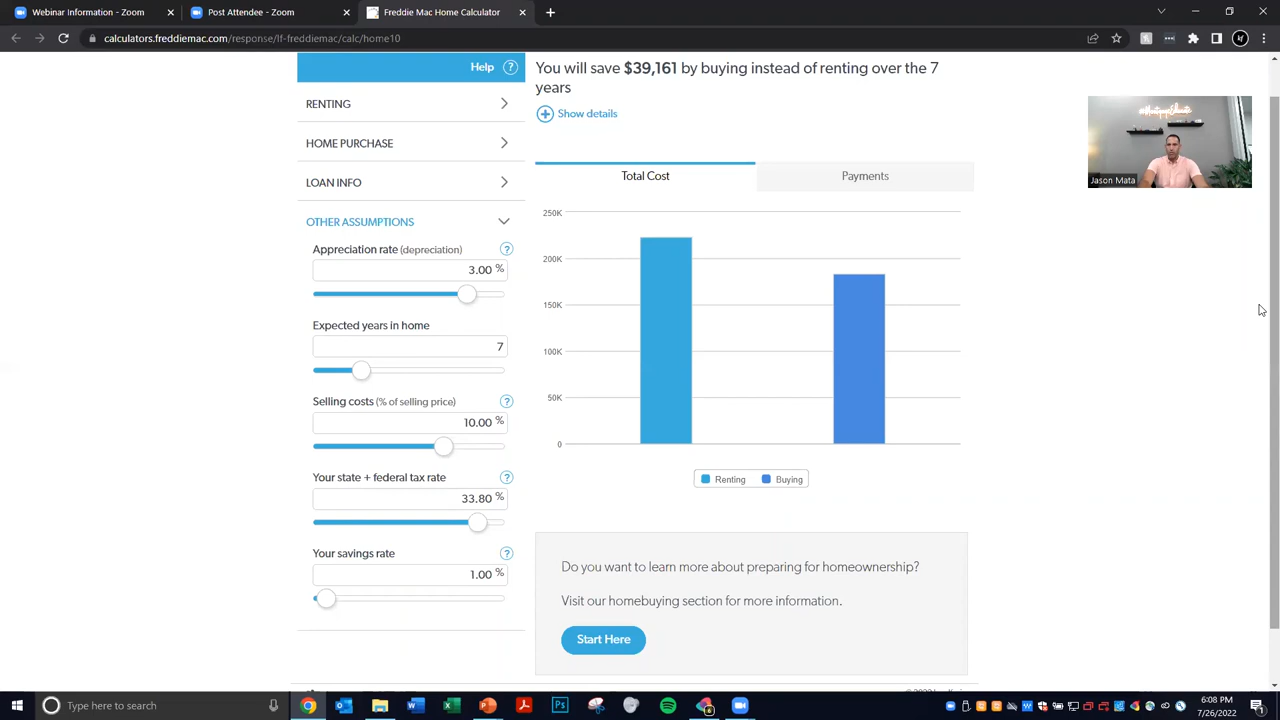 Webinar Information - Zoom
Post Attendee - Zoom
Freddie Mac Home Calculator
calculators.freddiemac.com/response/lf-freddiemac/calc/home10
Help ?
RENTING
HOME PURCHASE
LOAN INFO
OTHER ASSUMPTIONS
Appreciation rate (depreciation) ?
3.00 %
Expected years in home
7
Selling costs (% of selling price) ?
10.00 %
Your state + federal tax rate ?
33.80 %
Your savings rate ?
1.00 %
You will save $39,161 by buying instead of renting over the 7
years
Show details
Total Cost
Payments
250K
200K
150K
100K
50K
0
Renting Buying
Do you want to learn more about preparing for homeownership?
Visit our homebuying section for more information.
Start Here
Jason Mata
Type here to search
6:08 PM
7/26/2022